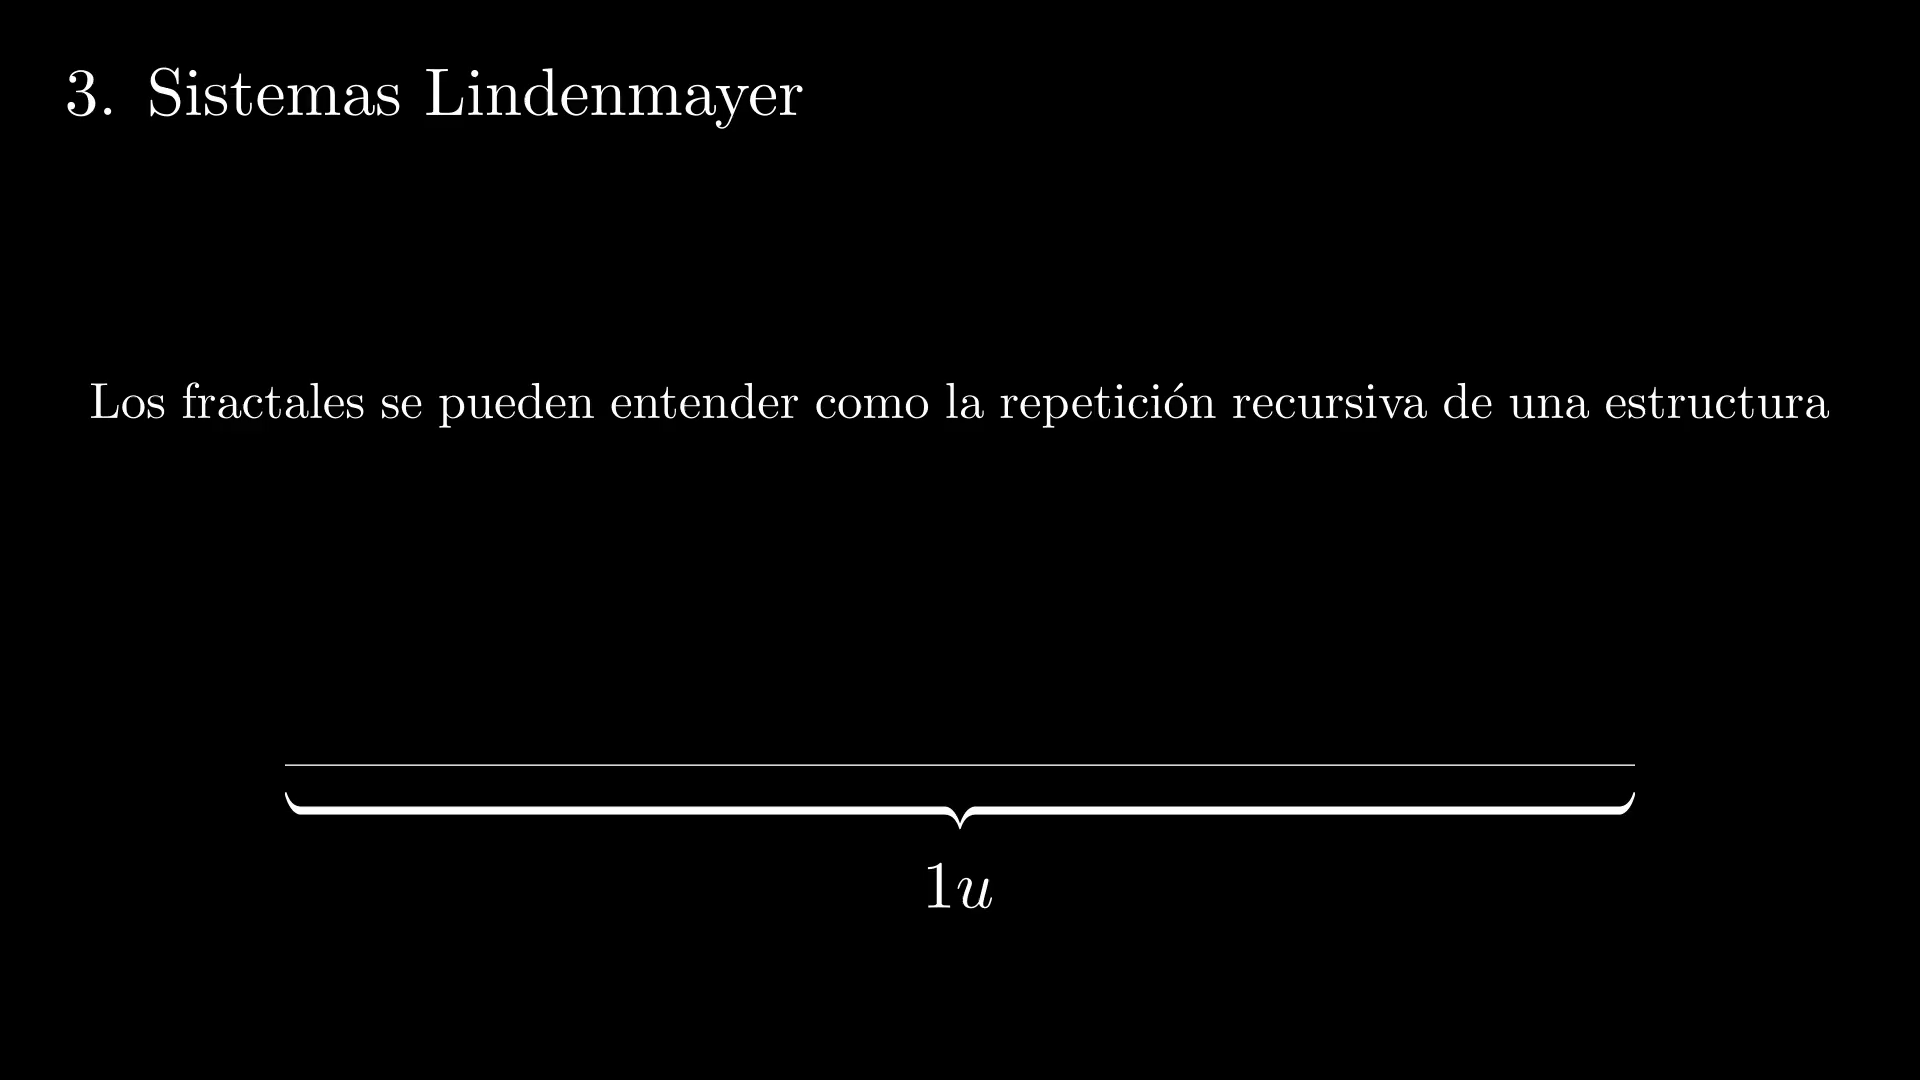 3. Sistemas Lindenmayer
Los fractales se pueden entender como la repetición recursiva de una estructura
1u